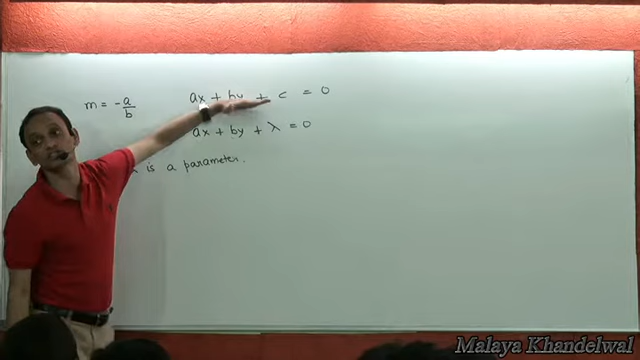 m = -a/b
ax + by + c = 0
ax + by + λ = 0
is a parameter.
Malaya Khandelwal